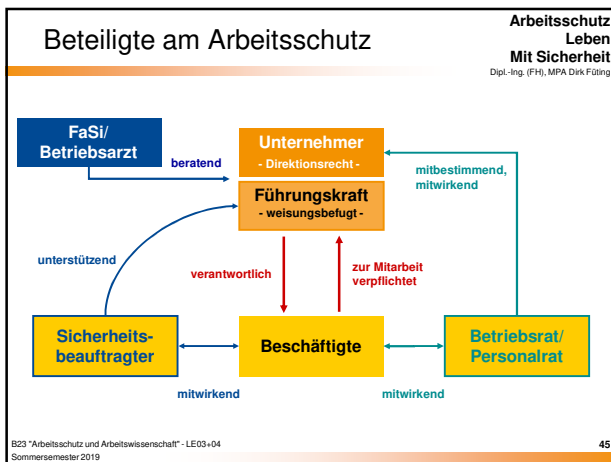 Beteiligte am Arbeitsschutz
Arbeitsschutz
Leben
Mit Sicherheit
Dipl.-Ing. (FH), MPA Dirk Füting
FaSi/
Betriebsarzt
beratend
Unternehmer
- Direktionsrecht -
mitbestimmend,
mitwirkend
Führungskraft
- weisungsbefugt -
unterstützend
verantwortlich
zur Mitarbeit
verpflichtet
Sicherheits-
beauftragter
Beschäftigte
Betriebsrat/
Personalrat
mitwirkend
mitwirkend
B23 "Arbeitsschutz und Arbeitswissenschaft" - LE03+04
Sommersemester 2019
45